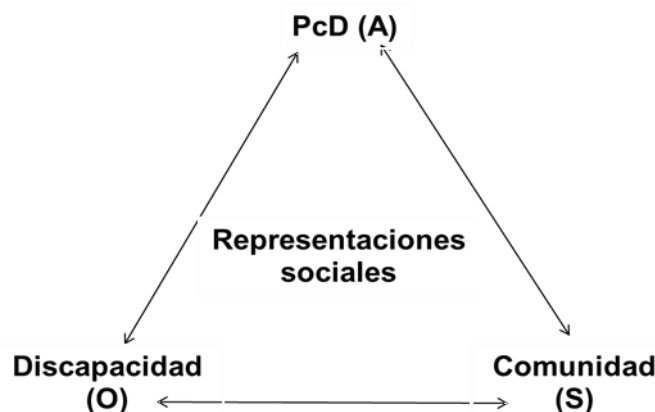 PcD (A)
Representaciones
sociales
Discapacidad
(O)
Comunidad
(S)